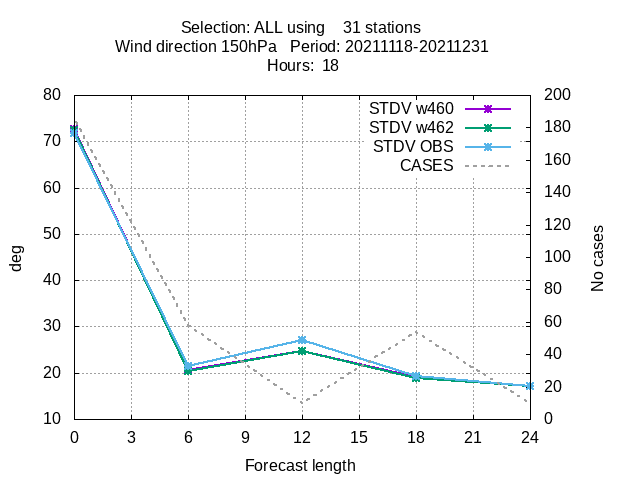 Selection: ALL using    31 stations
Wind direction 150hPa   Period: 20211118-20211231
Hours:  18
80
70
60
50
40
30
20
10
deg
200
180
160
140
120
100
80
60
40
20
0
No cases
STDV w460
STDV w462
STDV OBS
CASES
0 3 6 9 12 15 18 21 24
Forecast length